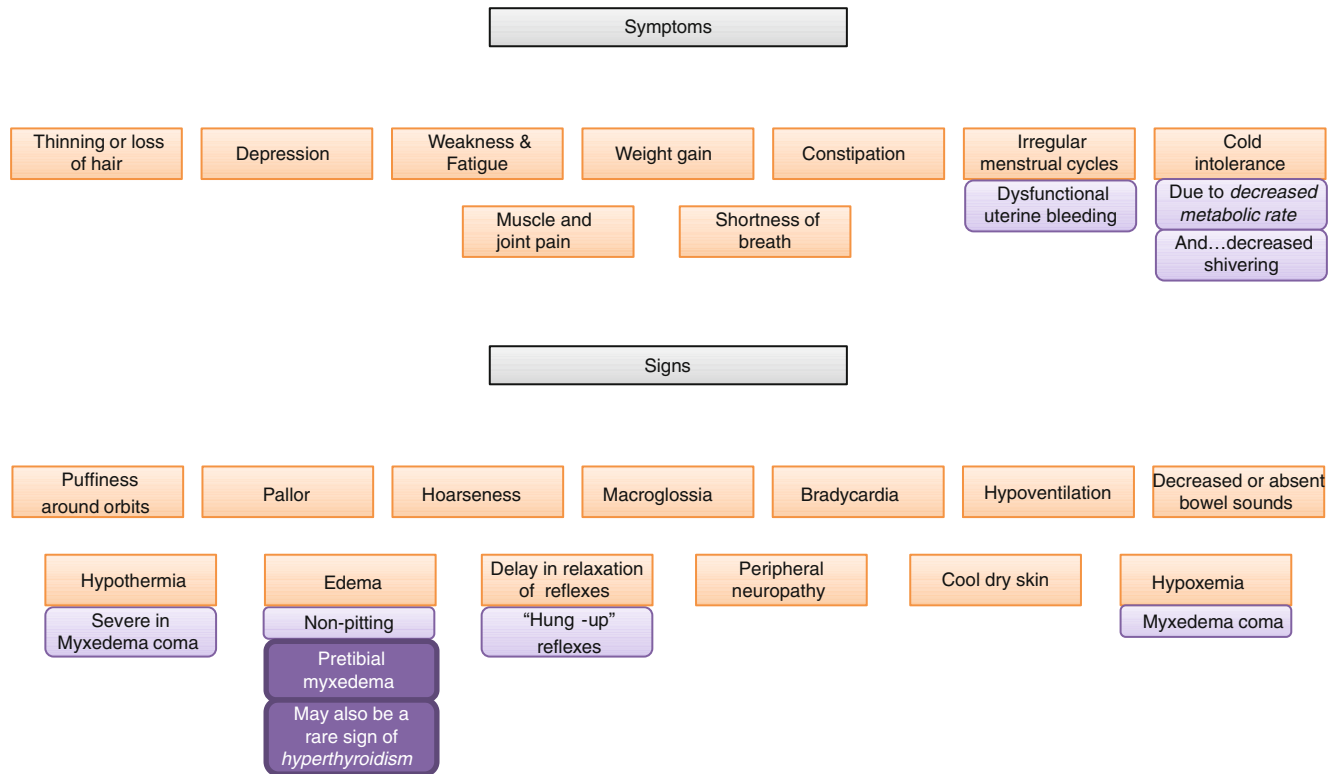 Symptoms
Thinning or loss
of hair
Depression
Weakness &
Fatigue
Weight gain
Constipation
Irregular
menstrual cycles
Dysfunctional
uterine bleeding
Cold
intolerance
Due to decreased
metabolic rate
And...decreased
shivering
Muscle and
joint pain
Shortness of
breath
Signs
Puffiness
around orbits
Pallor
Hoarseness
Macroglossia
Bradycardia
Hypoventilation
Decreased or absent
bowel sounds
Hypothermia
Severe in
Myxedema coma
Edema
Non-pitting
Pretibial
myxedema
May also be a
rare sign of
hyperthyroidism
Delay in relaxation
of reflexes
“Hung -up”
reflexes
Peripheral
neuropathy
Cool dry skin
Hypoxemia
Myxedema coma